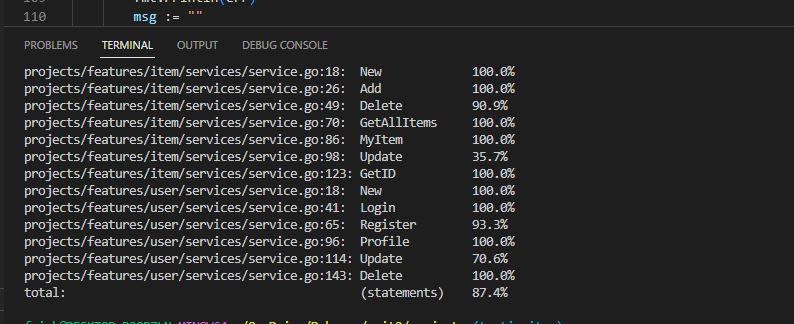 110 msg := ""
PROBLEMS TERMINAL OUTPUT DEBUG CONSOLE
projects/features/item/services/service.go:18: New 100.0%
projects/features/item/services/service.go:26: Add 100.0%
projects/features/item/services/service.go:49: Delete 90.9%
projects/features/item/services/service.go:70: GetAllItems 100.0%
projects/features/item/services/service.go:86: MyItem 100.0%
projects/features/item/services/service.go:98: Update 35.7%
projects/features/item/services/service.go:123: GetID 100.0%
projects/features/user/services/service.go:18: New 100.0%
projects/features/user/services/service.go:41: Login 100.0%
projects/features/user/services/service.go:65: Register 93.3%
projects/features/user/services/service.go:96: Profile 100.0%
projects/features/user/services/service.go:114: Update 70.6%
projects/features/user/services/service.go:143: Delete 100.0%
total: (statements) 87.4%